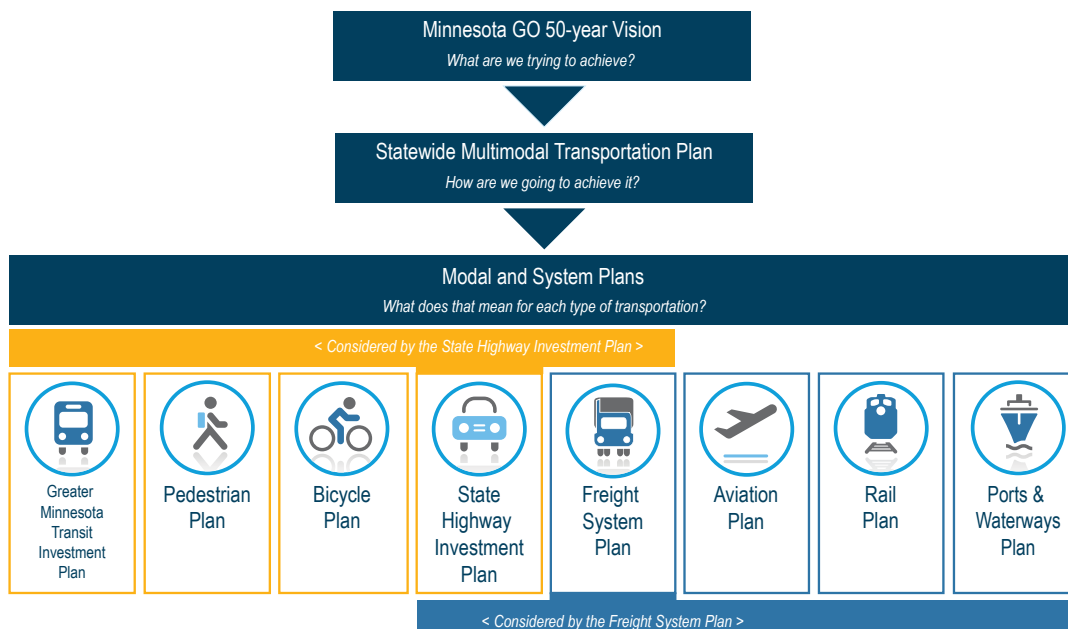 Minnesota GO 50-year Vision
What are we trying to achieve?
Statewide Multimodal Transportation Plan
How are we going to achieve it?
Modal and System Plans
What does that mean for each type of transportation?
< Considered by the State Highway Investment Plan >
Greater
Minnesota
Transit
Investment
Plan
Pedestrian
Plan
Bicycle
Plan
State
Highway
Investment
Plan
Freight
System
Plan
Aviation
Plan
Rail
Plan
Ports &
Waterways
Plan
< Considered by the Freight System Plan >